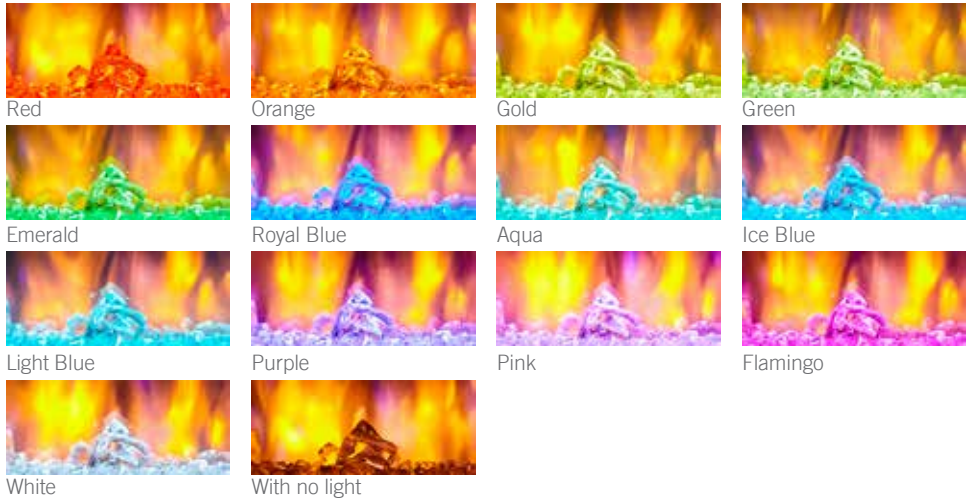 Red
Orange
Gold
Green
Emerald
Royal Blue
Aqua
Ice Blue
Light Blue
Purple
Pink
Flamingo
White
With no light